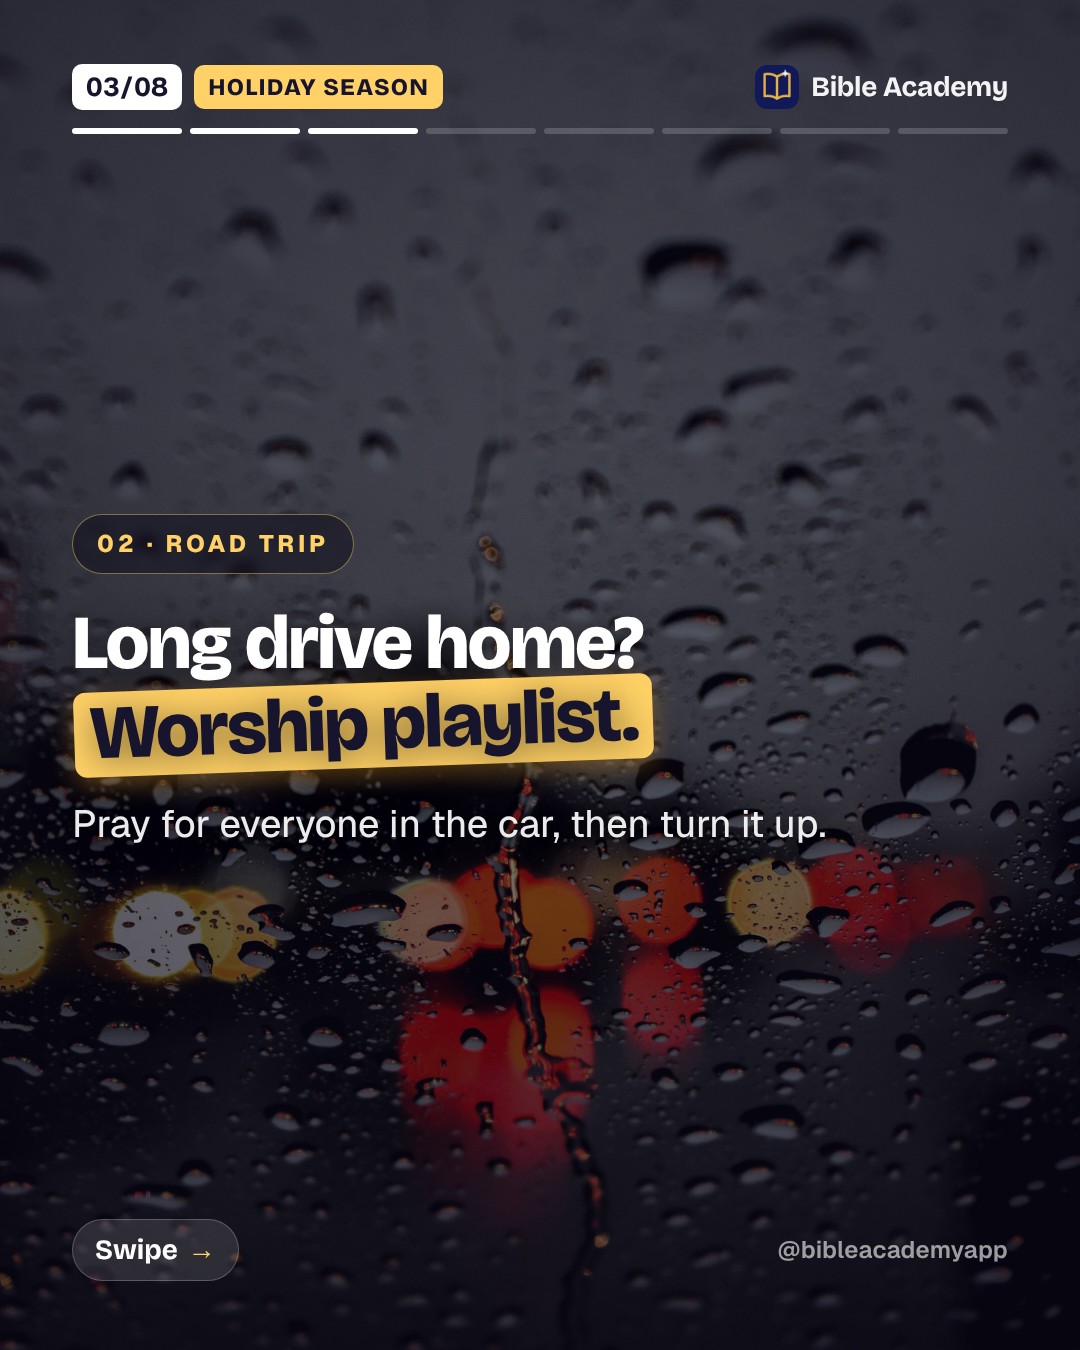 03/08
HOLIDAY SEASON
Bible Academy
02 · ROAD TRIP
Long drive home?
Worship playlist.
Pray for everyone in the car, then turn it up.
Swipe →
@bibleacademyapp